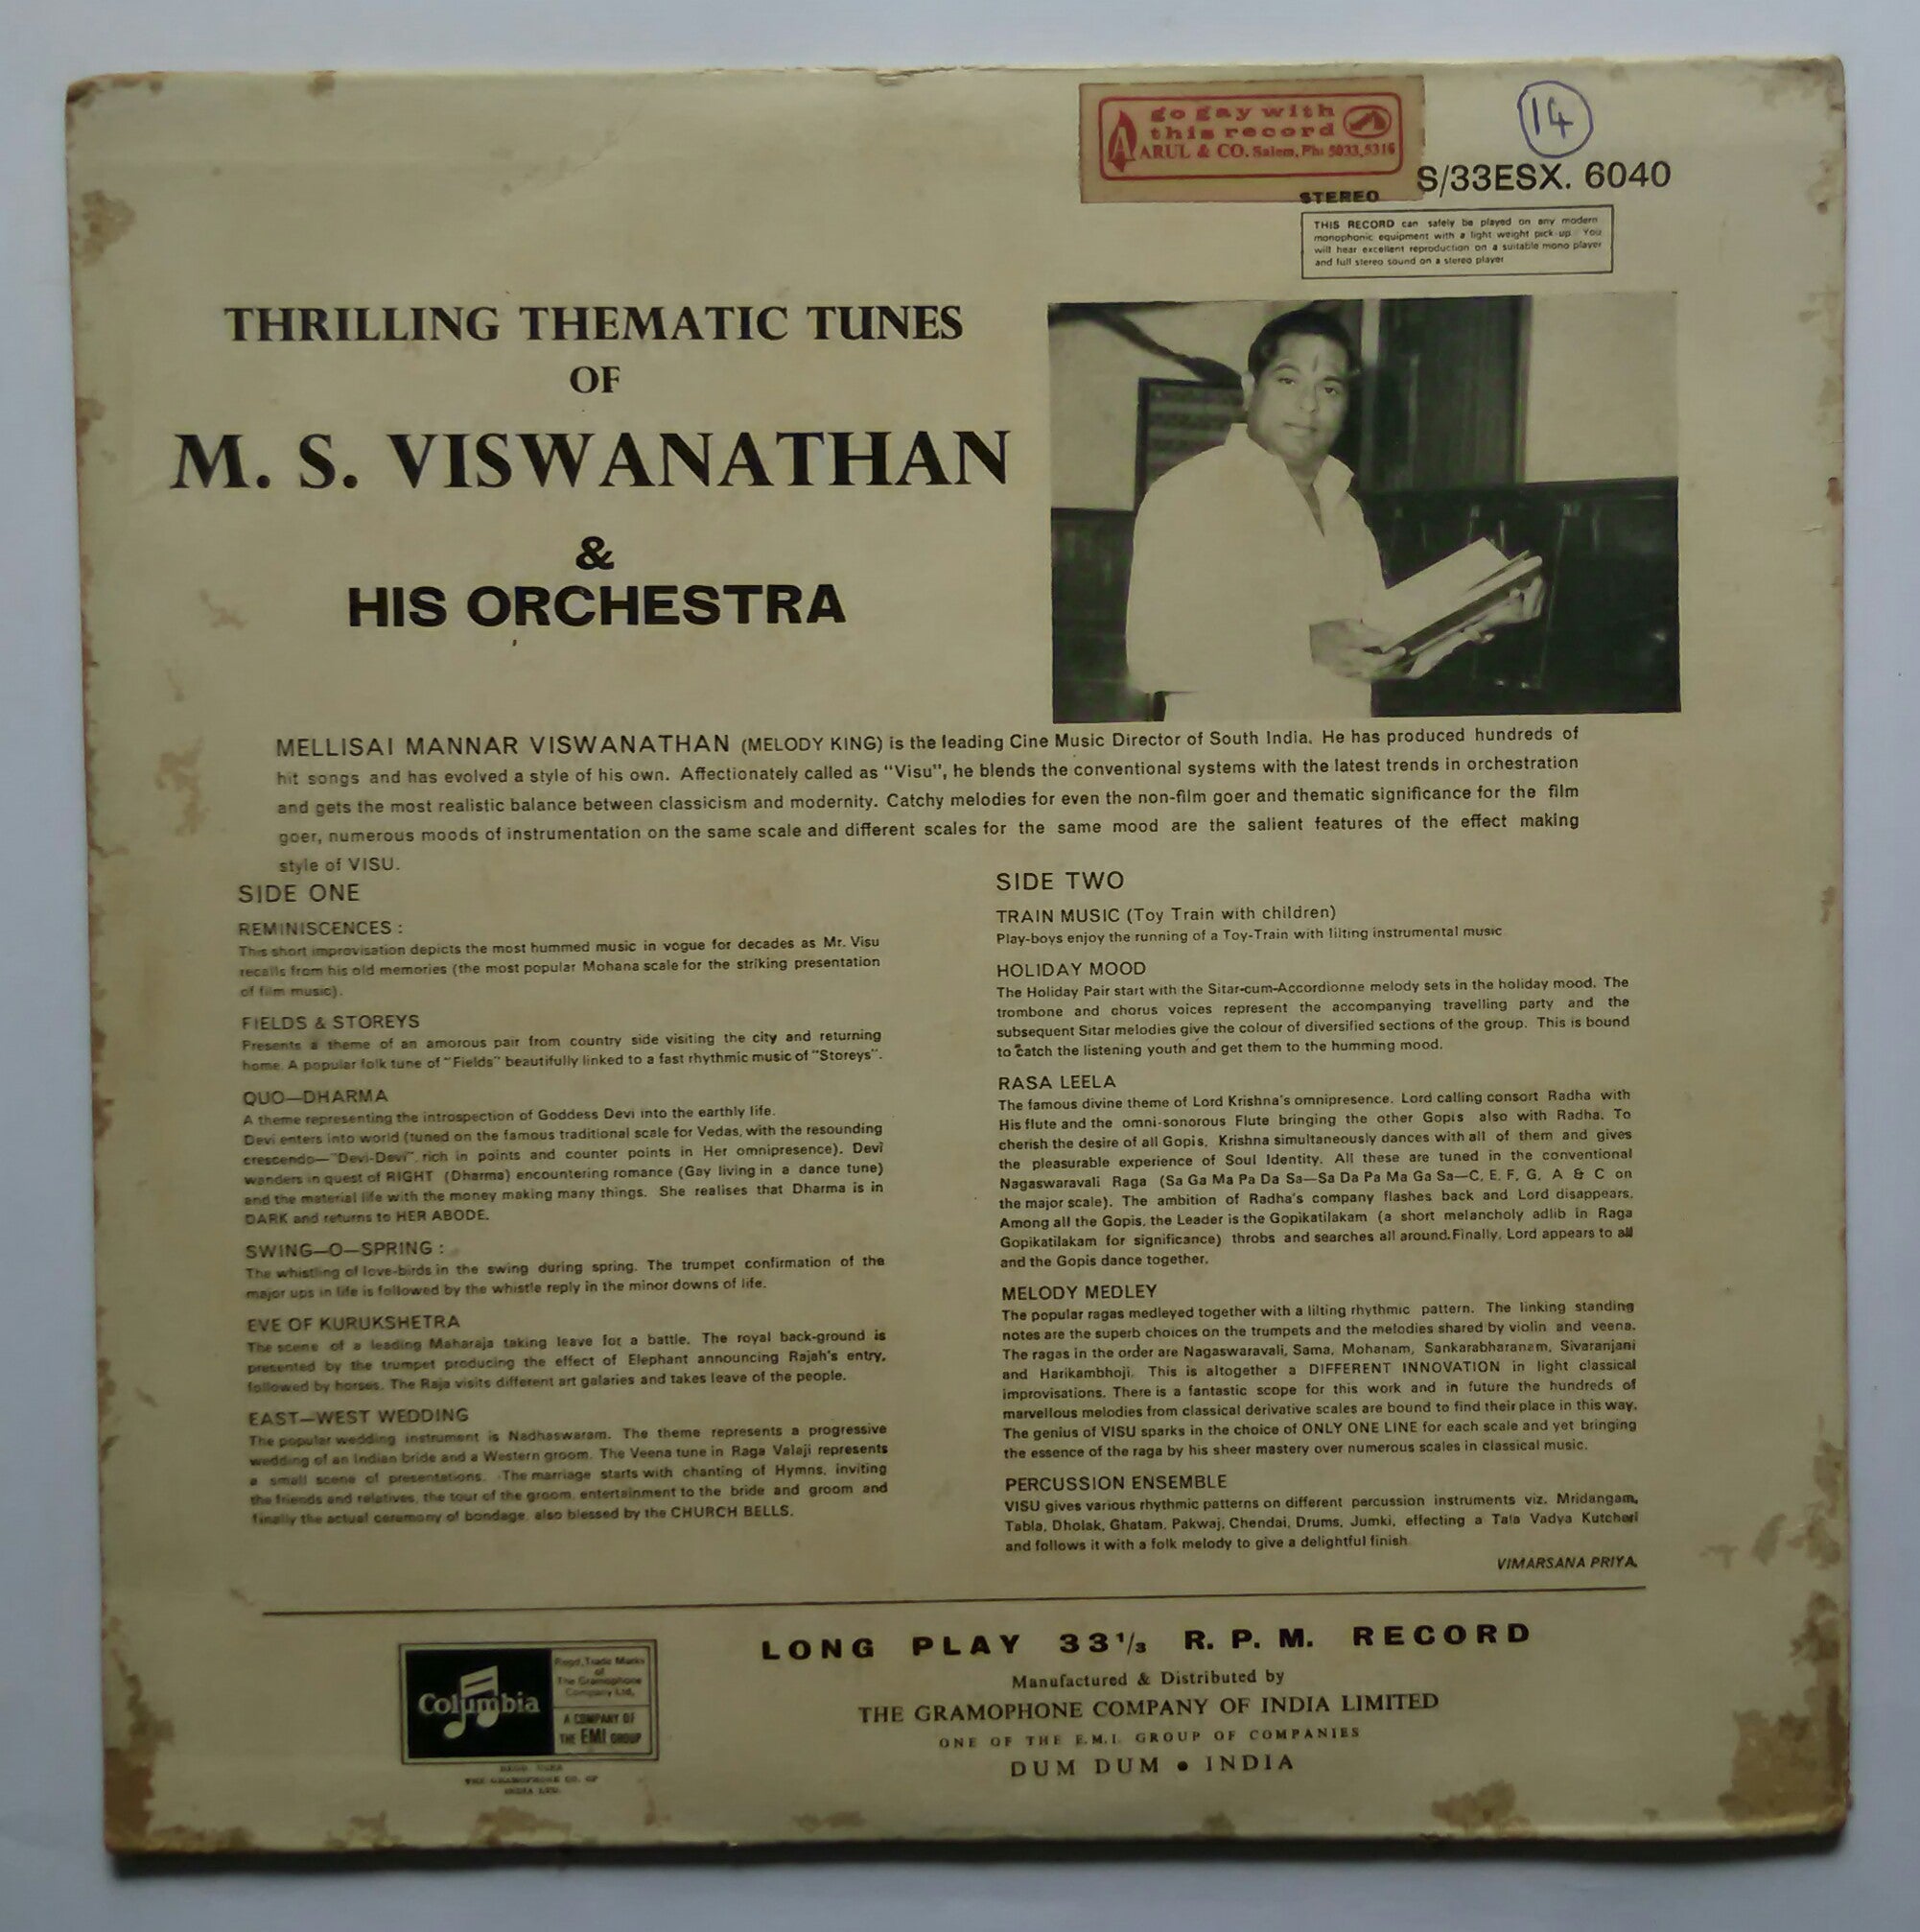 go gay with
this record
ARUL & CO. Salem, Ph: 5033, 5316
14
STEREO
S/33ESX. 6040
THIS RECORD can safely be played on any modern
monophonic equipment with a light weight pick-up. You
will hear excellent reproduction on a suitable mono player
and full stereo sound on a stereo player
THRILLING THEMATIC TUNES
OF
M. S. VISWANATHAN
&
HIS ORCHESTRA
MELLISAI MANNAR VISWANATHAN (MELODY KING) is the leading Cine Music Director of South India. He has produced hundreds of
hit songs and has evolved a style of his own. Affectionately called as "Visu", he blends the conventional systems with the latest trends in orchestration
and gets the most realistic balance between classicism and modernity. Catchy melodies for even the non-film goer and thematic significance for the film
goer, numerous moods of instrumentation on the same scale and different scales for the same mood are the salient features of the effect making
style of VISU.
SIDE ONE
REMINISCENCES :
This short improvisation depicts the most hummed music in vogue for decades as Mr. Visu
recalls from his old memories (the most popular Mohana scale for the striking presentation
of film music).
FIELDS & STOREYS
Presents a theme of an amorous pair from country side visiting the city and returning
home. A popular folk tune of "Fields" beautifully linked to a fast rhythmic music of "Storeys".
QUO—DHARMA
A theme representing the introspection of Goddess Devi into the earthly life.
Devi enters into world (tuned on the famous traditional scale for Vedas, with the resounding
crescendo—"Devi-Devi" rich in points and counter points in Her omnipresence). Devi
wanders in quest of RIGHT (Dharma) encountering romance (Gay living in a dance tune)
and the material life with the money making many things. She realises that Dharma is in
DARK and returns to HER ABODE.
SWING—O—SPRING :
The whistling of love-birds in the swing during spring. The trumpet confirmation of the
major ups in life is followed by the whistle reply in the minor downs of life.
EVE OF KURUKSHETRA
The scene of a leading Maharaja taking leave for a battle. The royal back-ground is
presented by the trumpet producing the effect of Elephant announcing Rajah's entry,
followed by horses. The Raja visits different art galaries and takes leave of the people.
EAST—WEST WEDDING
The popular wedding instrument is Nadhaswaram. The theme represents a progressive
wedding of an Indian bride and a Western groom. The Veena tune in Raga Valaji represents
a small scene of presentations. The marriage starts with chanting of Hymns, inviting
the friends and relatives, the tour of the groom, entertainment to the bride and groom and
finally the actual ceremony of bondage, also blessed by the CHURCH BELLS.
SIDE TWO
TRAIN MUSIC (Toy Train with children)
Play-boys enjoy the running of a Toy-Train with lilting instrumental music
HOLIDAY MOOD
The Holiday Pair start with the Sitar-cum-Accordionne melody sets in the holiday mood. The
trombone and chorus voices represent the accompanying travelling party and the
subsequent Sitar melodies give the colour of diversified sections of the group. This is bound
to catch the listening youth and get them to the humming mood.
RASA LEELA
The famous divine theme of Lord Krishna's omnipresence. Lord calling consort Radha with
His flute and the omni-sonorous Flute bringing the other Gopis also with Radha. To
cherish the desire of all Gopis, Krishna simultaneously dances with all of them and gives
the pleasurable experience of Soul Identity. All these are tuned in the conventional
Nagaswaravali Raga (Sa Ga Ma Pa Da Sa—Sa Da Pa Ma Ga Sa—C, E, F, G, A & C on
the major scale). The ambition of Radha's company flashes back and Lord disappears.
Among all the Gopis, the Leader is the Gopikatilakam (a short melancholy adlib in Raga
Gopikatilakam for significance) throbs and searches all around. Finally, Lord appears to all
and the Gopis dance together.
MELODY MEDLEY
The popular ragas medleyed together with a lilting rhythmic pattern. The linking standing
notes are the superb choices on the trumpets and the melodies shared by violin and veena.
The ragas in the order are Nagaswaravali, Sama, Mohanam, Sankarabharanam, Sivaranjani
and Harikambhoji. This is altogether a DIFFERENT INNOVATION in light classical
improvisations. There is a fantastic scope for this work and in future the hundreds of
marvellous melodies from classical derivative scales are bound to find their place in this way.
The genius of VISU sparks in the choice of ONLY ONE LINE for each scale and yet bringing
the essence of the raga by his sheer mastery over numerous scales in classical music.
PERCUSSION ENSEMBLE
VISU gives various rhythmic patterns on different percussion instruments viz. Mridangam,
Tabla, Dholak, Ghatam, Pakwaj, Chendai, Drums, Jumki, effecting a Tala Vadya Kutcheri
and follows it with a folk melody to give a delightful finish
VIMARSANA PRIYA.
Columbia
Regd. Trade Marks
of
The Gramophone
Company Ltd.
A COMPANY OF
THE EMI GROUP
REGD. USER
THE GRAMOPHONE CO. OF
INDIA LTD.
LONG PLAY 33⅓ R. P. M. RECORD
Manufactured & Distributed by
THE GRAMOPHONE COMPANY OF INDIA LIMITED
ONE OF THE E.M.I. GROUP OF COMPANIES
DUM DUM • INDIA